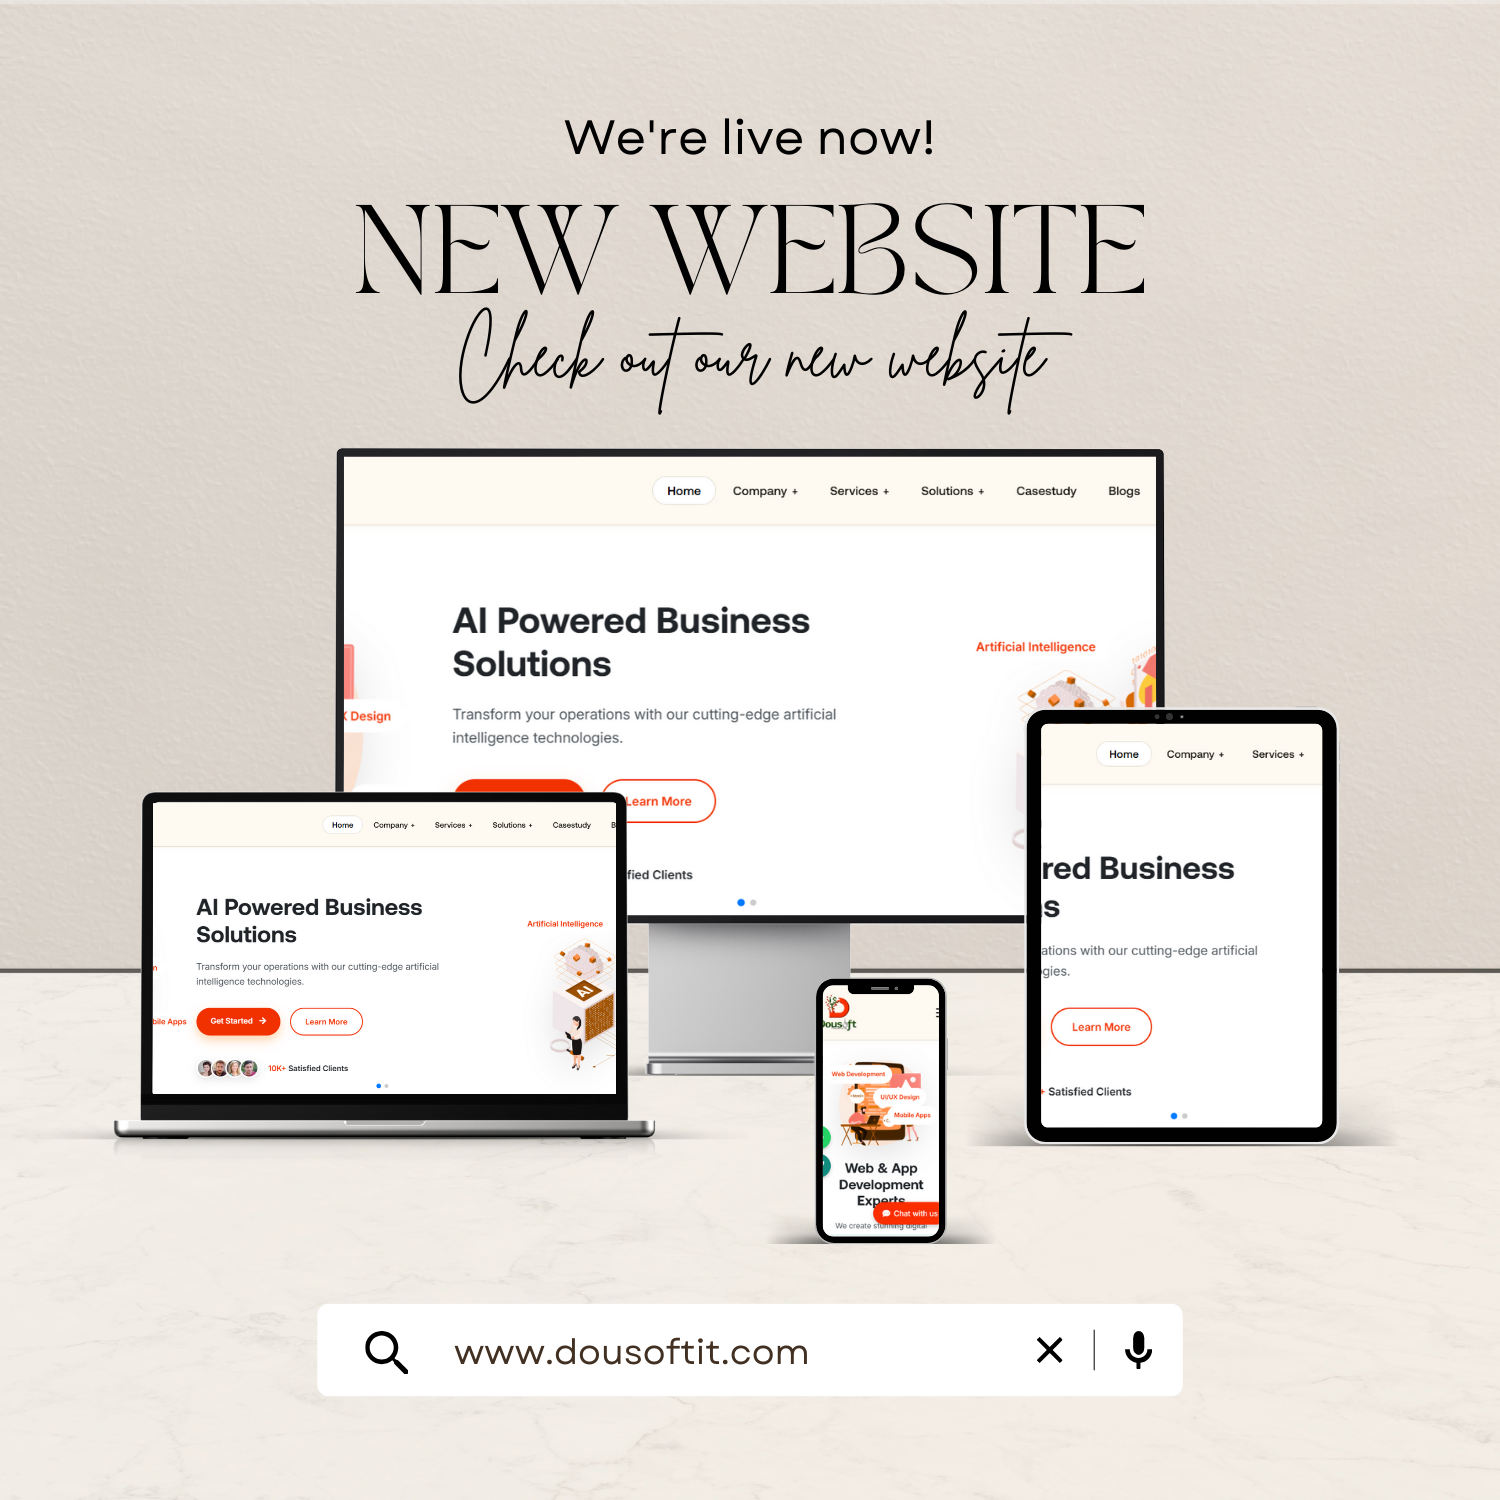 We're live now!
NEW WEBSITE
Check out our new website
Home Company + Services + Solutions + Casestudy Blogs
AI Powered Business
Solutions
Artificial Intelligence
X Design
Transform your operations with our cutting-edge artificial
intelligence technologies.
Learn More
fied Clients
Home Company + Services +
red Business
s
ations with our cutting-edge artificial
gies.
Learn More
+ Satisfied Clients
Home Company + Services + Solutions + Casestudy B
AI Powered Business
Solutions
Artificial Intelligence
Transform your operations with our cutting-edge artificial
intelligence technologies.
n
bile Apps
Get Started
Learn More
10K+ Satisfied Clients
AI
Dousoft
Web Development
UI/UX Design
Mobile Apps
Web & App
Development
Experts
Chat with us
We create stunning digital
www.dousoftit.com